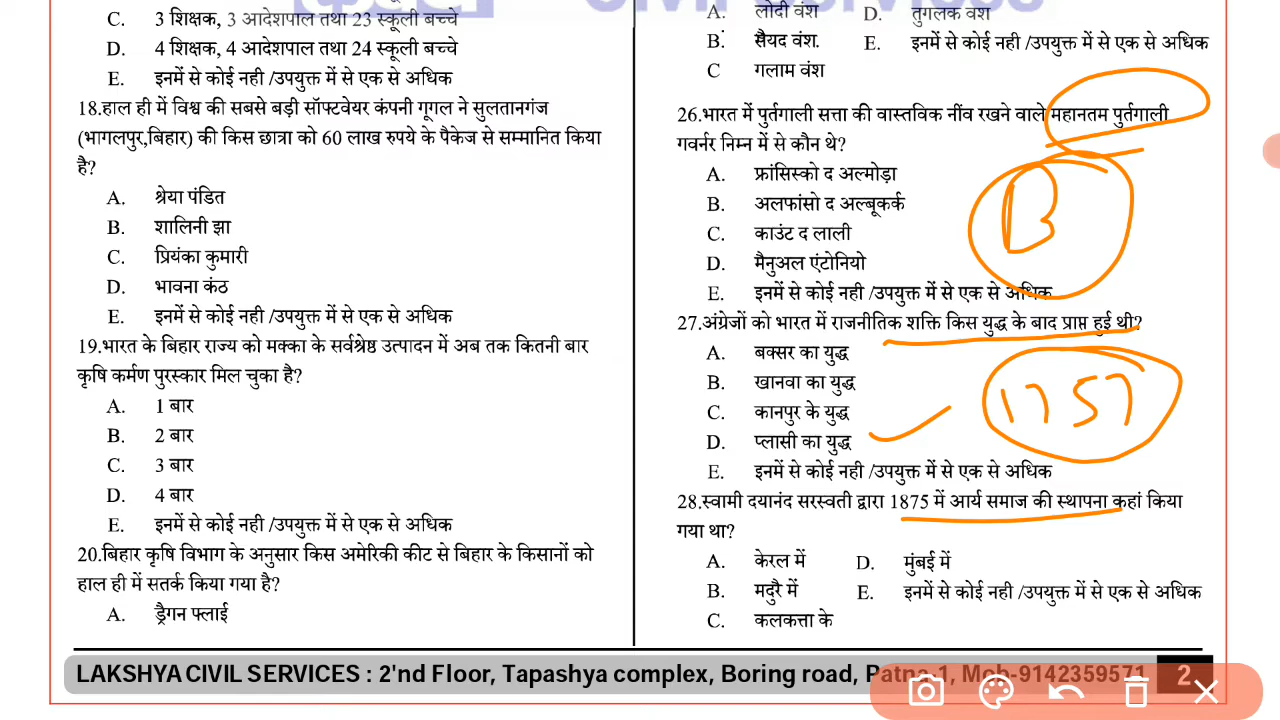 C. 3 शिक्षक, 3 आदेशपाल तथा 23 स्कूली बच्चे
D. 4 शिक्षक, 4 आदेशपाल तथा 24 स्कूली बच्चे
E. इनमें से कोई नही /उपयुक्त में से एक से अधिक
18.हाल ही में विश्व की सबसे बड़ी सॉफ्टवेयर कंपनी गूगल ने सुलतानगंज
(भागलपुर,बिहार) की किस छात्रा को 60 लाख रुपये के पैकेज से सम्मानित किया
है?
A. श्रेया पंडित
B. शालिनी झा
C. प्रियंका कुमारी
D. भावना कंठ
E. इनमें से कोई नही /उपयुक्त में से एक से अधिक
19.भारत के बिहार राज्य को मक्का के सर्वश्रेष्ठ उत्पादन में अब तक कितनी बार
कृषि कर्मण पुरस्कार मिल चुका है?
A. 1 बार
B. 2 बार
C. 3 बार
D. 4 बार
E. इनमें से कोई नही /उपयुक्त में से एक से अधिक
20.बिहार कृषि विभाग के अनुसार किस अमेरिकी कीट से बिहार के किसानों को
हाल ही में सतर्क किया गया है?
A. ड्रैगन फ्लाई
A. लोदी वंश D. तुगलक वंश
B. सैयद वंश. E. इनमें से कोई नही /उपयुक्त में से एक से अधिक
C गलाम वंश
26.भारत में पुर्तगाली सत्ता की वास्तविक नींव रखने वाले महानतम पुर्तगाली
गवर्नर निम्न में से कौन थे?
A. फ्रांसिस्को द अल्मोड़ा
B. अलफांसो द अल्बूकर्क
C. काउंट द लाली
D. मैनुअल एंटोनियो
E. इनमें से कोई नही /उपयुक्त में से एक से अधिक
B
27.अंग्रेजों को भारत में राजनीतिक शक्ति किस युद्ध के बाद प्राप्त हुई थी?
A. बक्सर का युद्ध
B. खानवा का युद्ध
C. कानपुर के युद्ध
D. प्लासी का युद्ध
E. इनमें से कोई नही /उपयुक्त में से एक से अधिक
1757
28.स्वामी दयानंद सरस्वती द्वारा 1875 में आर्य समाज की स्थापना कहां किया
गया था?
A. केरल में D. मुंबई में
B. मदुरै में E. इनमें से कोई नही /उपयुक्त में से एक से अधिक
C. कलकत्ता के
LAKSHYA CIVIL SERVICES : 2'nd Floor, Tapashya complex, Boring road, Patna-1, Mob-9142359571 2